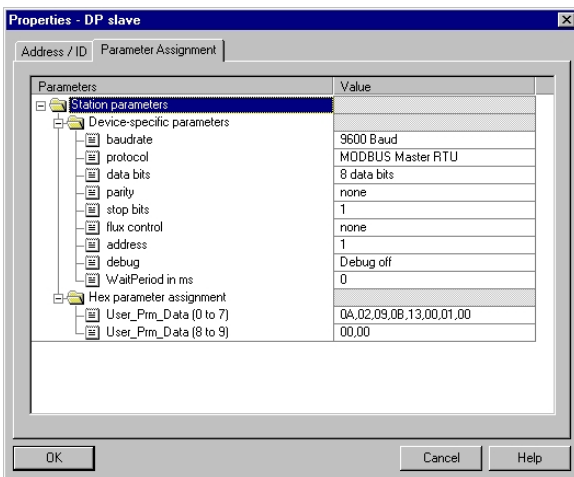 Properties - DP slave
Address / ID Parameter Assignment
Parameters Value
Station parameters
Device-specific parameters
baudrate 9600 Baud
protocol MODBUS Master RTU
data bits 8 data bits
parity none
stop bits 1
flux control none
address 1
debug Debug off
WaitPeriod in ms 0
Hex parameter assignment
User_Prm_Data (0 to 7) 0A,02,09,0B,13,00,01,00
User_Prm_Data (8 to 9) 00,00
OK Cancel Help